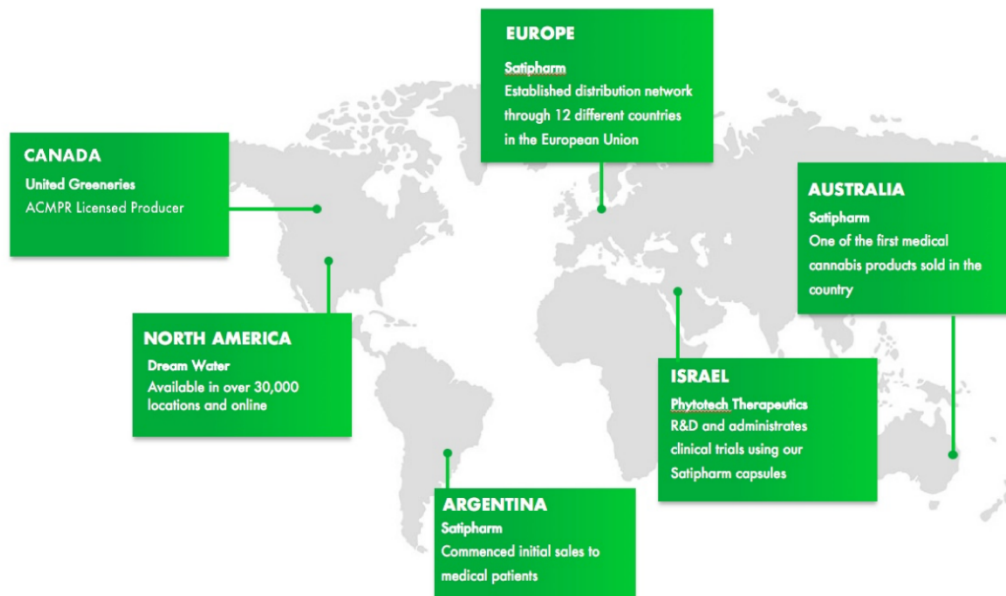 EUROPE
Satipharm
Established distribution network
through 12 different countries
in the European Union
CANADA
United Greeneries
ACMPR Licensed Producer
AUSTRALIA
Satipharm
One of the first medical
cannabis products sold in the
country
NORTH AMERICA
Dream Water
Available in over 30,000
locations and online
ISRAEL
Phytotech Therapeutics
R&D and administrates
clinical trials using our
Satipharm capsules
ARGENTINA
Satipharm
Commenced initial sales to
medical patients